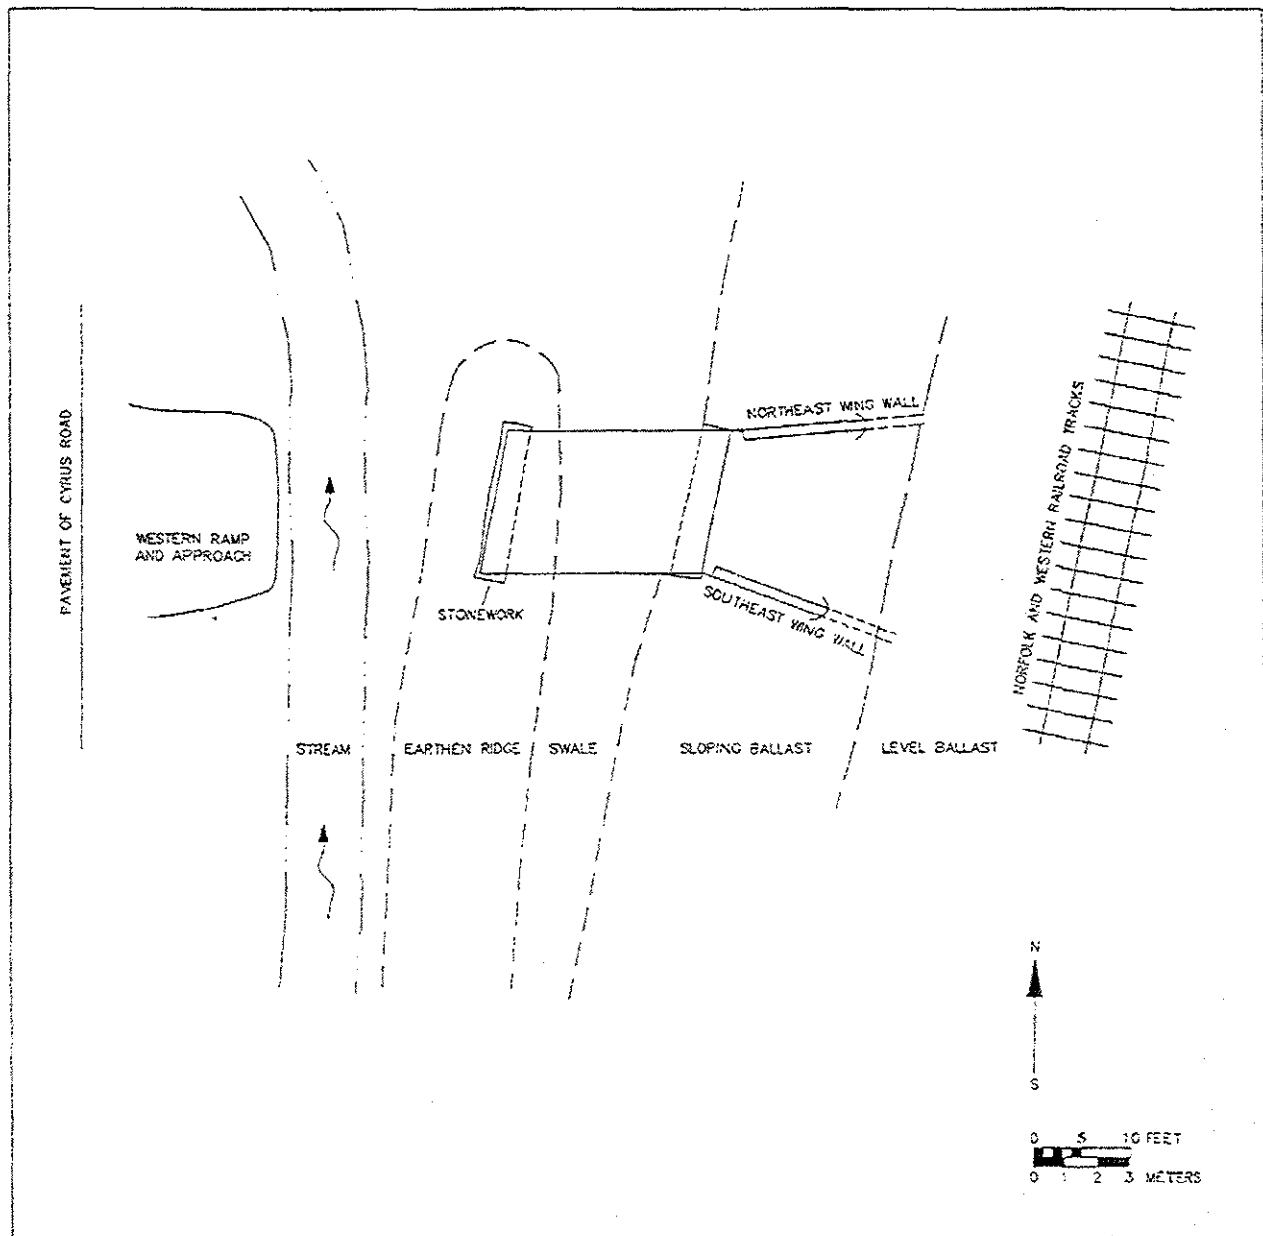 NORTHEAST WING WALL
PAVEMENT OF CYRUS ROAD
NORFOLK AND WESTERN RAILROAD TRACKS
WESTERN RAMP
AND APPROACH
STONEWORK
SOUTHEAST WING WALL
STREAM
EARTHEN RIDGE
SWALE
SLOPING BALLAST
LEVEL BALLAST
N
S
0 5 10 FEET
0 1 2 3 METERS